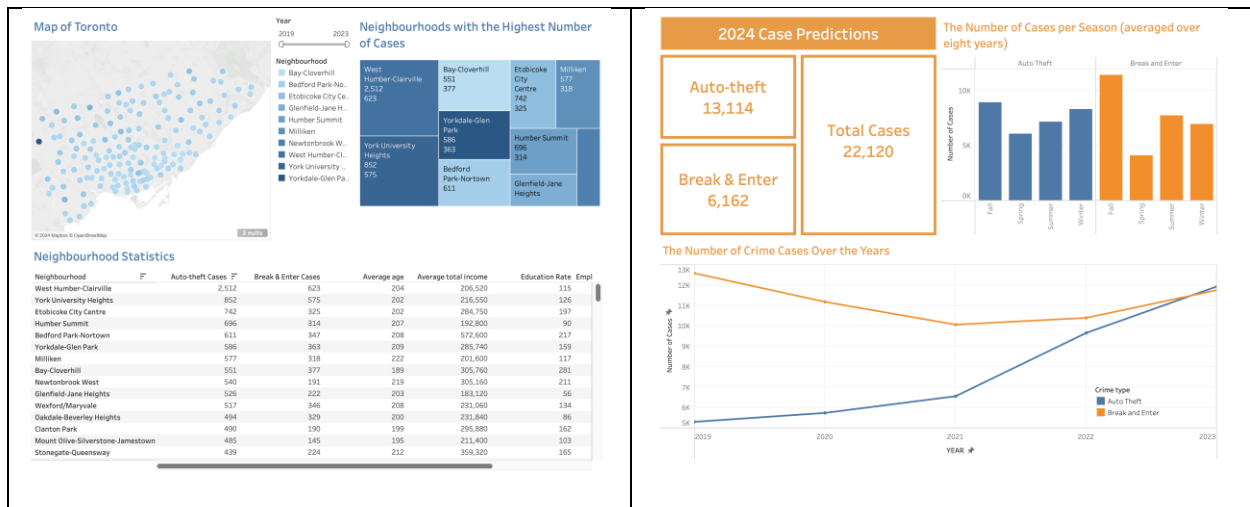 Map of Toronto
Year
2019 2023
Neighbourhood
Bay-Cloverhill
Bedford Park-No..
Etobicoke City Ce..
Glenfield-Jane H..
Humber Summit
Milliken
Newtonbrook W..
West Humber-Cl..
York University ..
Yorkdale-Glen Pa..
© 2024 Mapbox © OpenStreetMap
3 nulls
Neighbourhoods with the Highest Number
of Cases
West
Humber-Clairville
2,512
623
York University
Heights
852
575
Bay-Cloverhill
551
377
Yorkdale-Glen
Park
586
363
Bedford
Park-Nortown
611
Etobicoke
City
Centre
742
325
Milliken
577
318
Humber Summit
696
314
Glenfield-Jane
Heights
Neighbourhood Statistics
Neighbourhood Auto-theft Cases Break & Enter Cases Average age Average total income Education Rate Empl
West Humber-Clairville 2,512 623 204 206,520 115
York University Heights 852 575 202 216,550 126
Etobicoke City Centre 742 325 202 284,750 197
Humber Summit 696 314 207 192,800 90
Bedford Park-Nortown 611 347 208 572,600 217
Yorkdale-Glen Park 586 363 209 285,740 159
Milliken 577 318 222 201,600 117
Bay-Cloverhill 551 377 189 305,760 281
Newtonbrook West 540 191 219 305,160 211
Glenfield-Jane Heights 526 222 203 183,120 56
Wexford/Maryvale 517 346 208 231,060 134
Oakdale-Beverley Heights 494 329 200 231,840 86
Clanton Park 490 190 199 295,880 162
Mount Olive-Silverstone-Jamestown 485 145 195 211,400 103
Stonegate-Queensway 439 224 212 359,320 165
2024 Case Predictions
Auto-theft
13,114
Break & Enter
6,162
Total Cases
22,120
The Number of Cases per Season (averaged over
eight years)
Auto Theft Break and Enter
Number of Cases
10K
5K
0K
Fall
Spring
Summer
Winter
Fall
Spring
Summer
Winter
The Number of Crime Cases Over the Years
Number of Cases
13K
12K
11K
10K
9K
8K
7K
6K
5K
2019 2020 2021 2022 2023
YEAR
Crime type
Auto Theft
Break and Enter